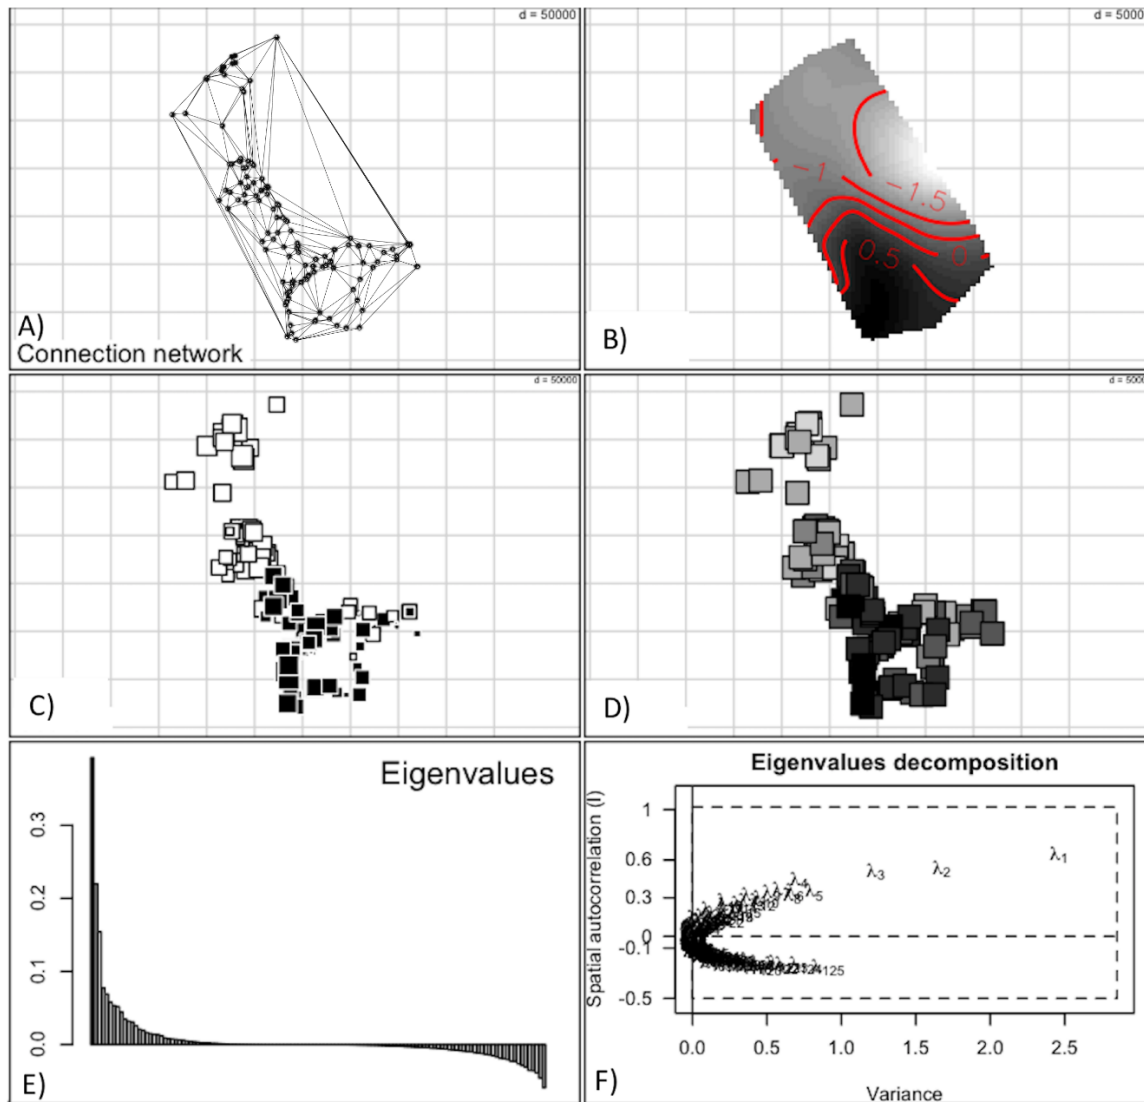 d = 50000
A)
Connection network
d = 5000
-1
-1.5
0.5
0
B)
d = 50000
C)
d = 5000
D)
Eigenvalues
0.3
0.2
0.1
0.0
E)
Eigenvalues decomposition
Spatial autocorrelation (I)
1
0.6
0.3
0
-0.1
-0.5
λ1
λ2
λ3
λ4
λ5
0.0 0.5 1.0 1.5 2.0 2.5
Variance
F)